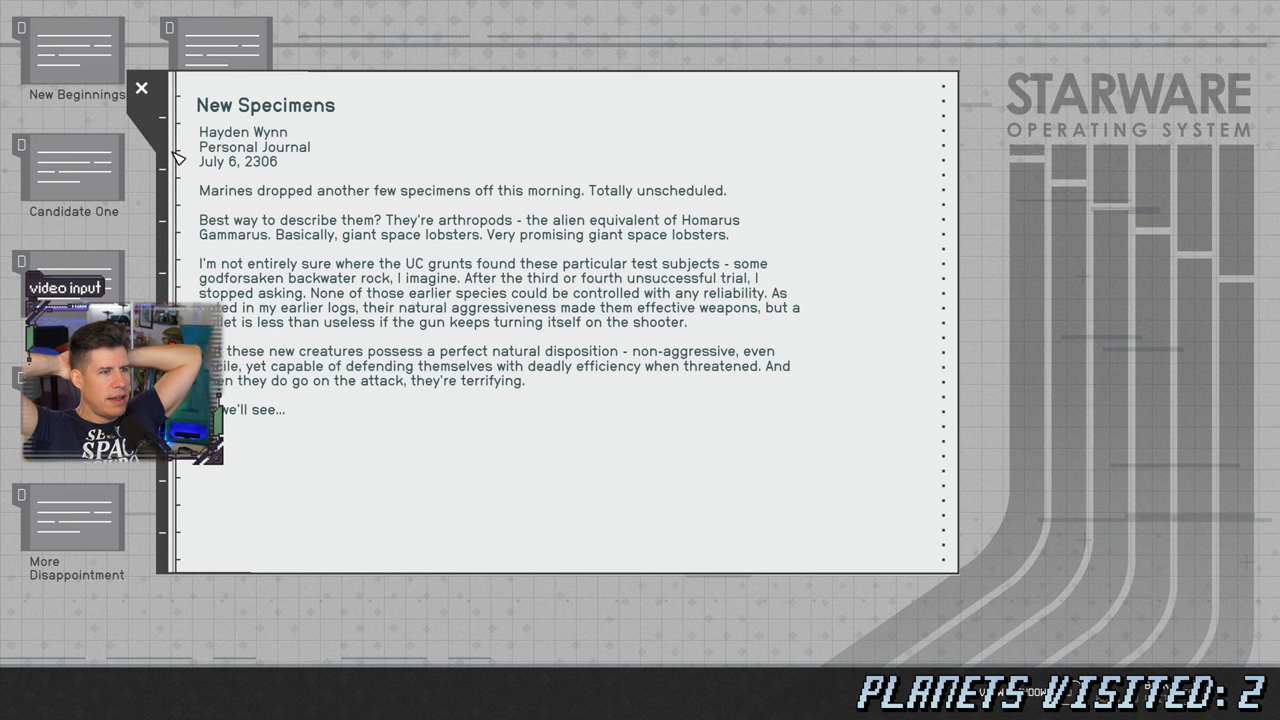 New Beginnings
Candidate One
More
Disappointment
New Specimens
Hayden Wynn
Personal Journal
July 6, 2306
Marines dropped another few specimens off this morning. Totally unscheduled.
Best way to describe them? They're arthropods - the alien equivalent of Homarus
Gammarus. Basically, giant space lobsters. Very promising giant space lobsters.
I'm not entirely sure where the UC grunts found these particular test subjects - some
godforsaken backwater rock, I imagine. After the third or fourth unsuccessful trial, I
stopped asking. None of those earlier species could be controlled with any reliability. As
in my earlier logs, their natural aggressiveness made them effective weapons, but a
is less than useless if the gun keeps turning itself on the shooter.
these new creatures possess a perfect natural disposition - non-aggressive, even
yet capable of defending themselves with deadly efficiency when threatened. And
they do go on the attack, they're terrifying.
we'll see...
video input
STARWARE
OPERATING SYSTEM
PLANETS VISITED: 2